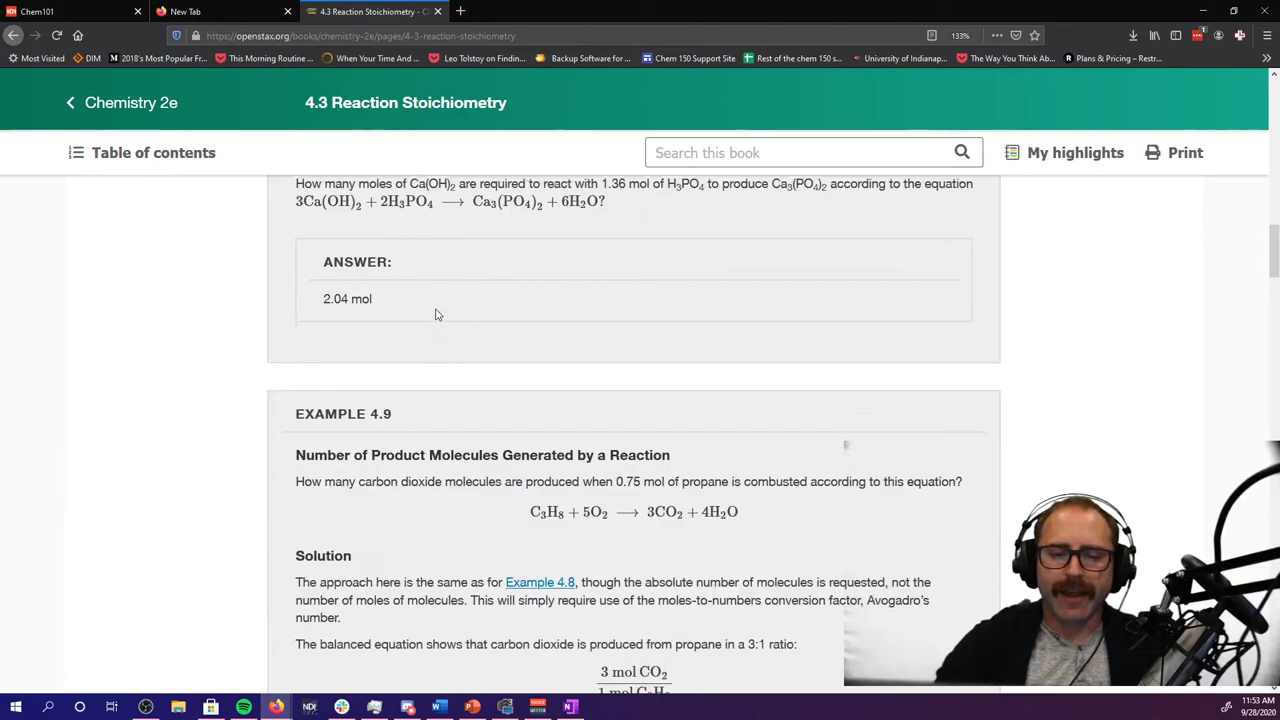 Chem101
New Tab
4.3 Reaction Stoichiometry - C
https://openstax.org/books/chemistry-2e/pages/4-3-reaction-stoichiometry
133%
Most Visited
DIM
2018's Most Popular Fr...
This Morning Routine ...
When Your Time And ...
Leo Tolstoy on Findin...
Backup Software for ...
Chem 150 Support Site
Rest of the chem 150 s...
University of Indianap...
The Way You Think Ab...
Plans & Pricing – Restr...
Chemistry 2e
4.3 Reaction Stoichiometry
Table of contents
Search this book
My highlights
Print
How many moles of Ca(OH)₂ are required to react with 1.36 mol of H₃PO₄ to produce Ca₃(PO₄)₂ according to the equation
3Ca(OH)₂ + 2H₃PO₄ ⟶ Ca₃(PO₄)₂ + 6H₂O?
ANSWER:
2.04 mol
EXAMPLE 4.9
Number of Product Molecules Generated by a Reaction
How many carbon dioxide molecules are produced when 0.75 mol of propane is combusted according to this equation?
C₃H₈ + 5O₂ ⟶ 3CO₂ + 4H₂O
Solution
The approach here is the same as for Example 4.8, though the absolute number of molecules is requested, not the
number of moles of molecules. This will simply require use of the moles-to-numbers conversion factor, Avogadro's
number.
The balanced equation shows that carbon dioxide is produced from propane in a 3:1 ratio:
3 mol CO₂
1 mol C₃H₈
11:53 AM
9/28/2020